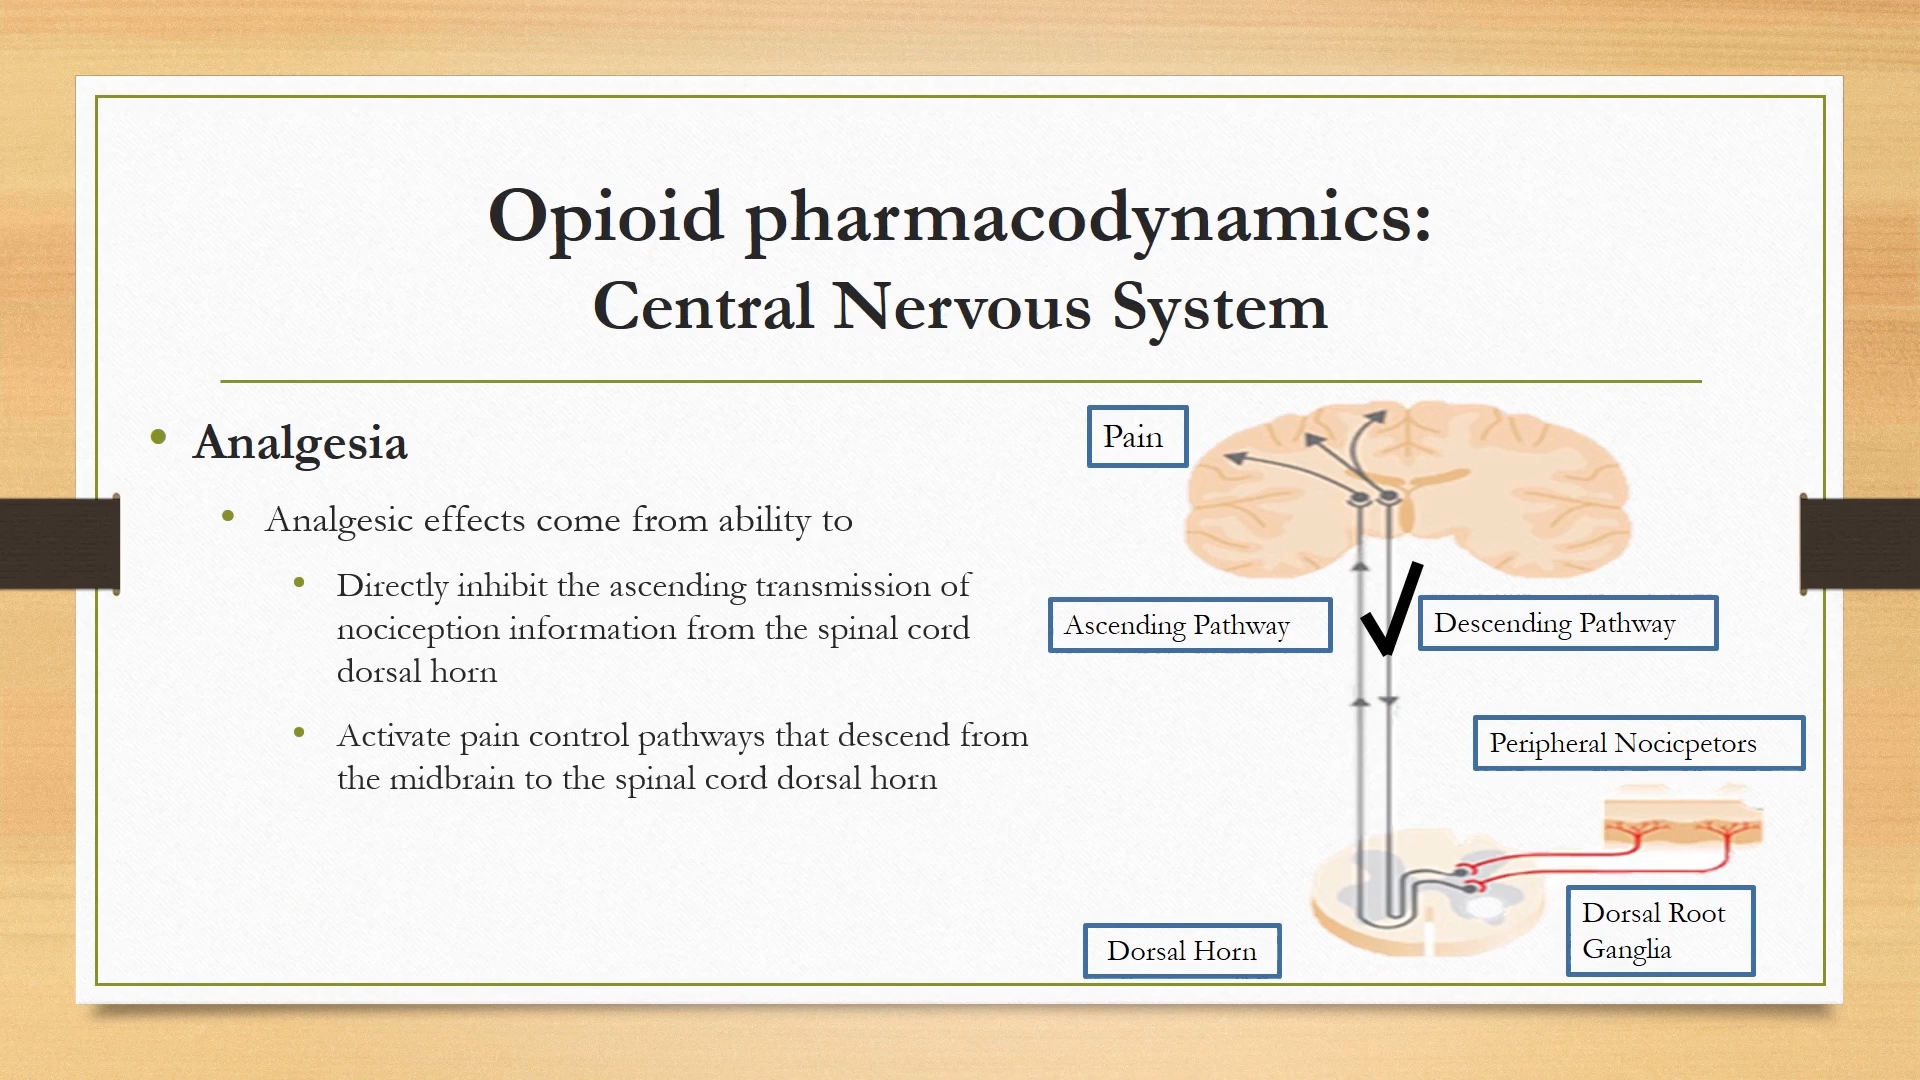 Opioid pharmacodynamics:
Central Nervous System
Analgesia
Analgesic effects come from ability to
Directly inhibit the ascending transmission of
nociception information from the spinal cord
dorsal horn
Activate pain control pathways that descend from
the midbrain to the spinal cord dorsal horn
Pain
Ascending Pathway
Descending Pathway
Peripheral Nocicpetors
Dorsal Root
Ganglia
Dorsal Horn